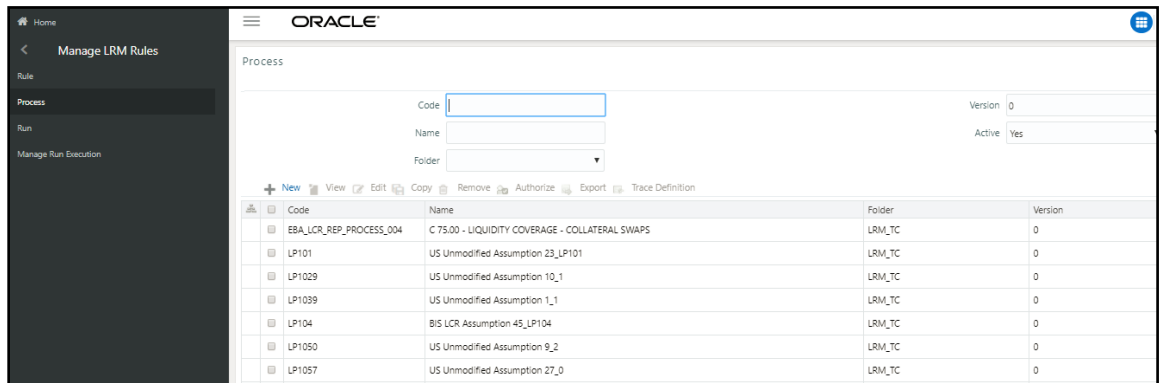 Home
ORACLE
Manage LRM Rules
Process
Rule
Process
Code
Version 0
Run
Name
Active Yes
Manage Run Execution
Folder
New View Edit Copy Remove Authorize Export Trace Definition
Code Name Folder Version
EBA_LCR_REP_PROCESS_004 C 75.00 - LIQUIDITY COVERAGE - COLLATERAL SWAPS LRM_TC 0
LP101 US Unmodified Assumption 23_LP101 LRM_TC 0
LP1029 US Unmodified Assumption 10_1 LRM_TC 0
LP1039 US Unmodified Assumption 1_1 LRM_TC 0
LP104 BIS LCR Assumption 45_LP104 LRM_TC 0
LP1050 US Unmodified Assumption 9_2 LRM_TC 0
LP1057 US Unmodified Assumption 27_0 LRM_TC 0